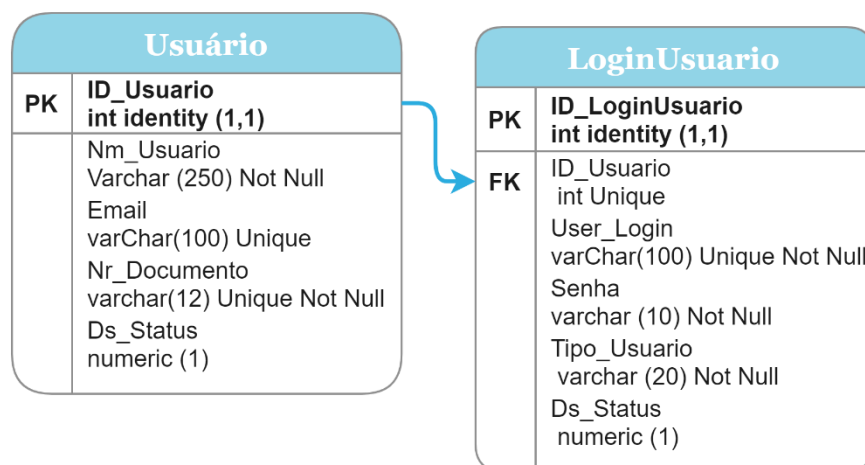 Usuário
PK
ID_Usuario
int identity (1,1)
Nm_Usuario
Varchar (250) Not Null
Email
varChar(100) Unique
Nr_Documento
varchar(12) Unique Not Null
Ds_Status
numeric (1)
LoginUsuario
PK
ID_LoginUsuario
int identity (1,1)
FK
ID_Usuario
int Unique
User_Login
varChar(100) Unique Not Null
Senha
varchar (10) Not Null
Tipo_Usuario
varchar (20) Not Null
Ds_Status
numeric (1)